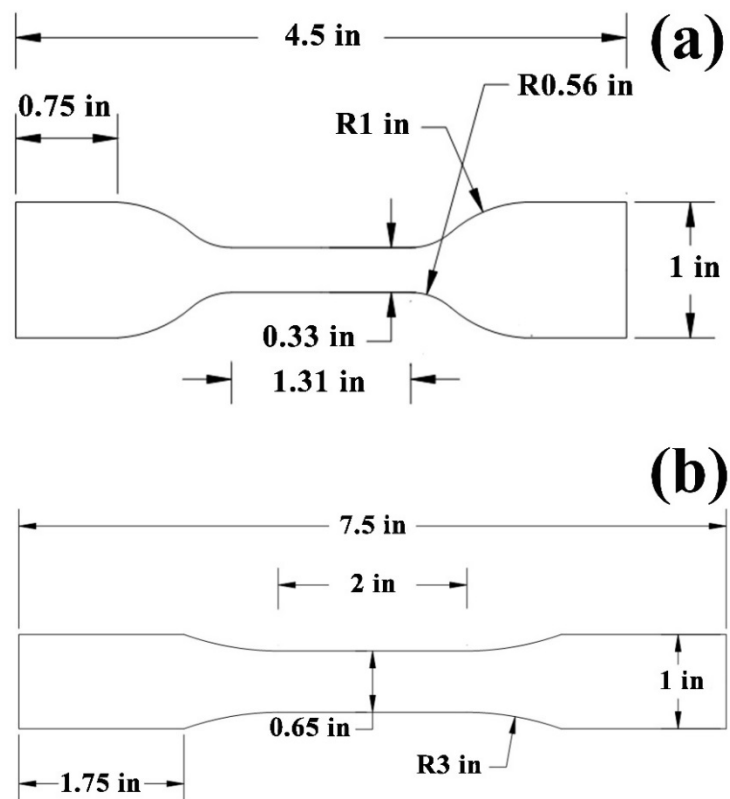 (a)
4.5 in
R0.56 in
0.75 in
R1 in
1 in
0.33 in
1.31 in
(b)
7.5 in
2 in
1 in
0.65 in
R3 in
1.75 in